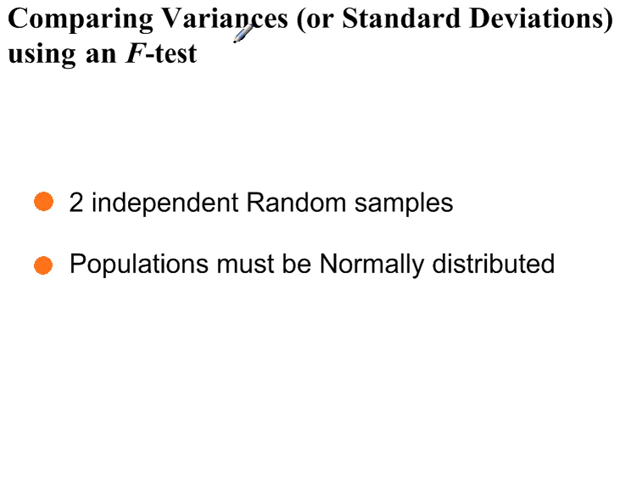 Comparing Variances (or Standard Deviations)
using an F-test
2 independent Random samples
Populations must be Normally distributed